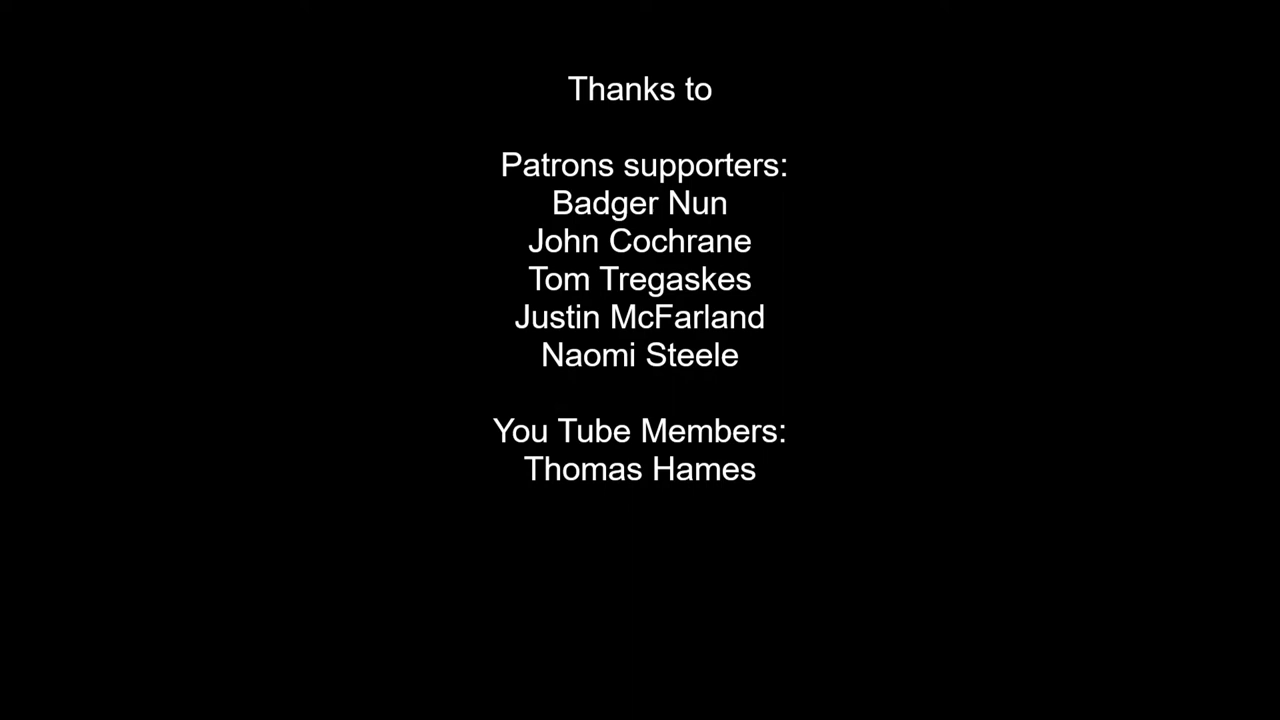 Thanks to
Patrons supporters:
Badger Nun
John Cochrane
Tom Tregaskes
Justin McFarland
Naomi Steele
You Tube Members:
Thomas Hames